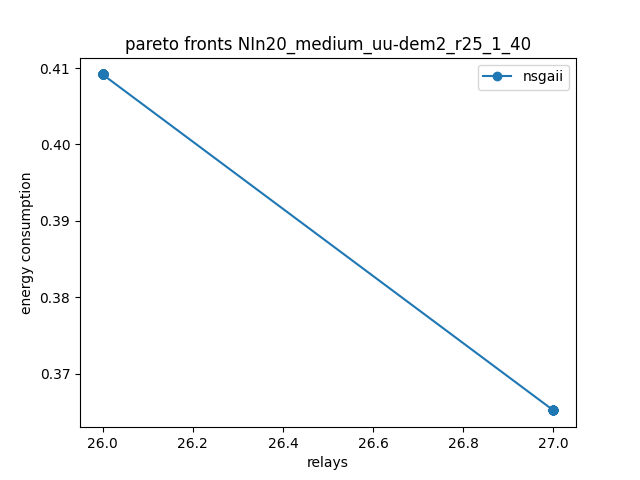 pareto fronts NIn20_medium_uu-dem2_r25_1_40
nsgaii
0.41
0.40
0.39
0.38
0.37
energy consumption
26.0 26.2 26.4 26.6 26.8 27.0
relays